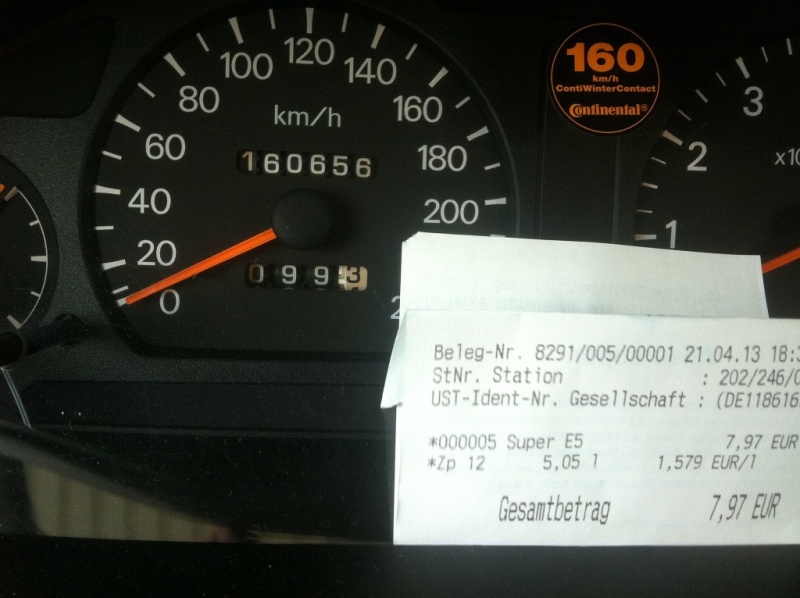 120
100
140
80
160
km/h
60
160656
180
40
200
20
0993
0
160
km/h
ContiWinterContact
Continental®
3
2
1
Beleg-Nr. 8291/005/00001 21.04.13 18:3
StNr. Station : 202/246/0
UST-Ident-Nr. Gesellschaft : (DE118616
*000005 Super E5 7,97 EUR
*Zp 12 5,05 l 1,579 EUR/l
Gesamtbetrag 7,97 EUR